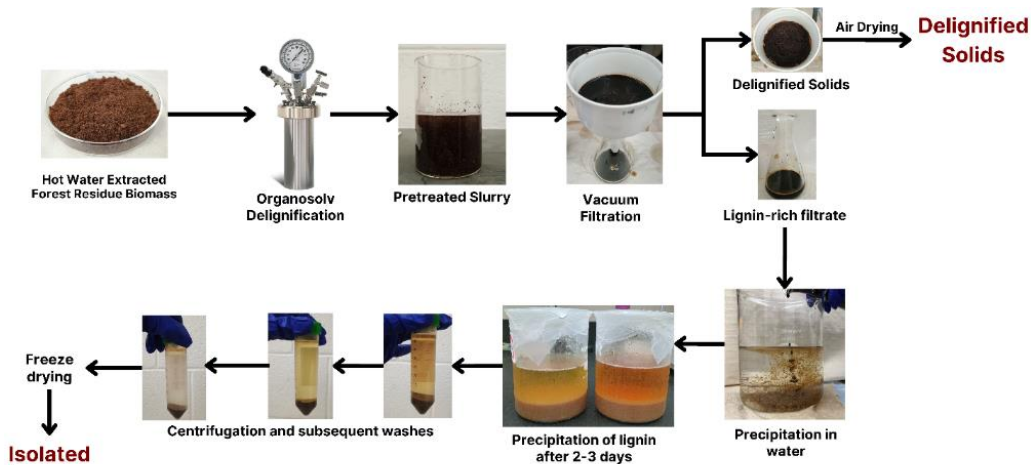 Hot Water Extracted
Forest Residue Biomass
Organosolv
Delignification
Pretreated Slurry
Vacuum
Filtration
Delignified Solids
Air Drying
Delignified
Solids
Lignin-rich filtrate
Precipitation in
water
Precipitation of lignin
after 2-3 days
Centrifugation and subsequent washes
Freeze
drying
Isolated